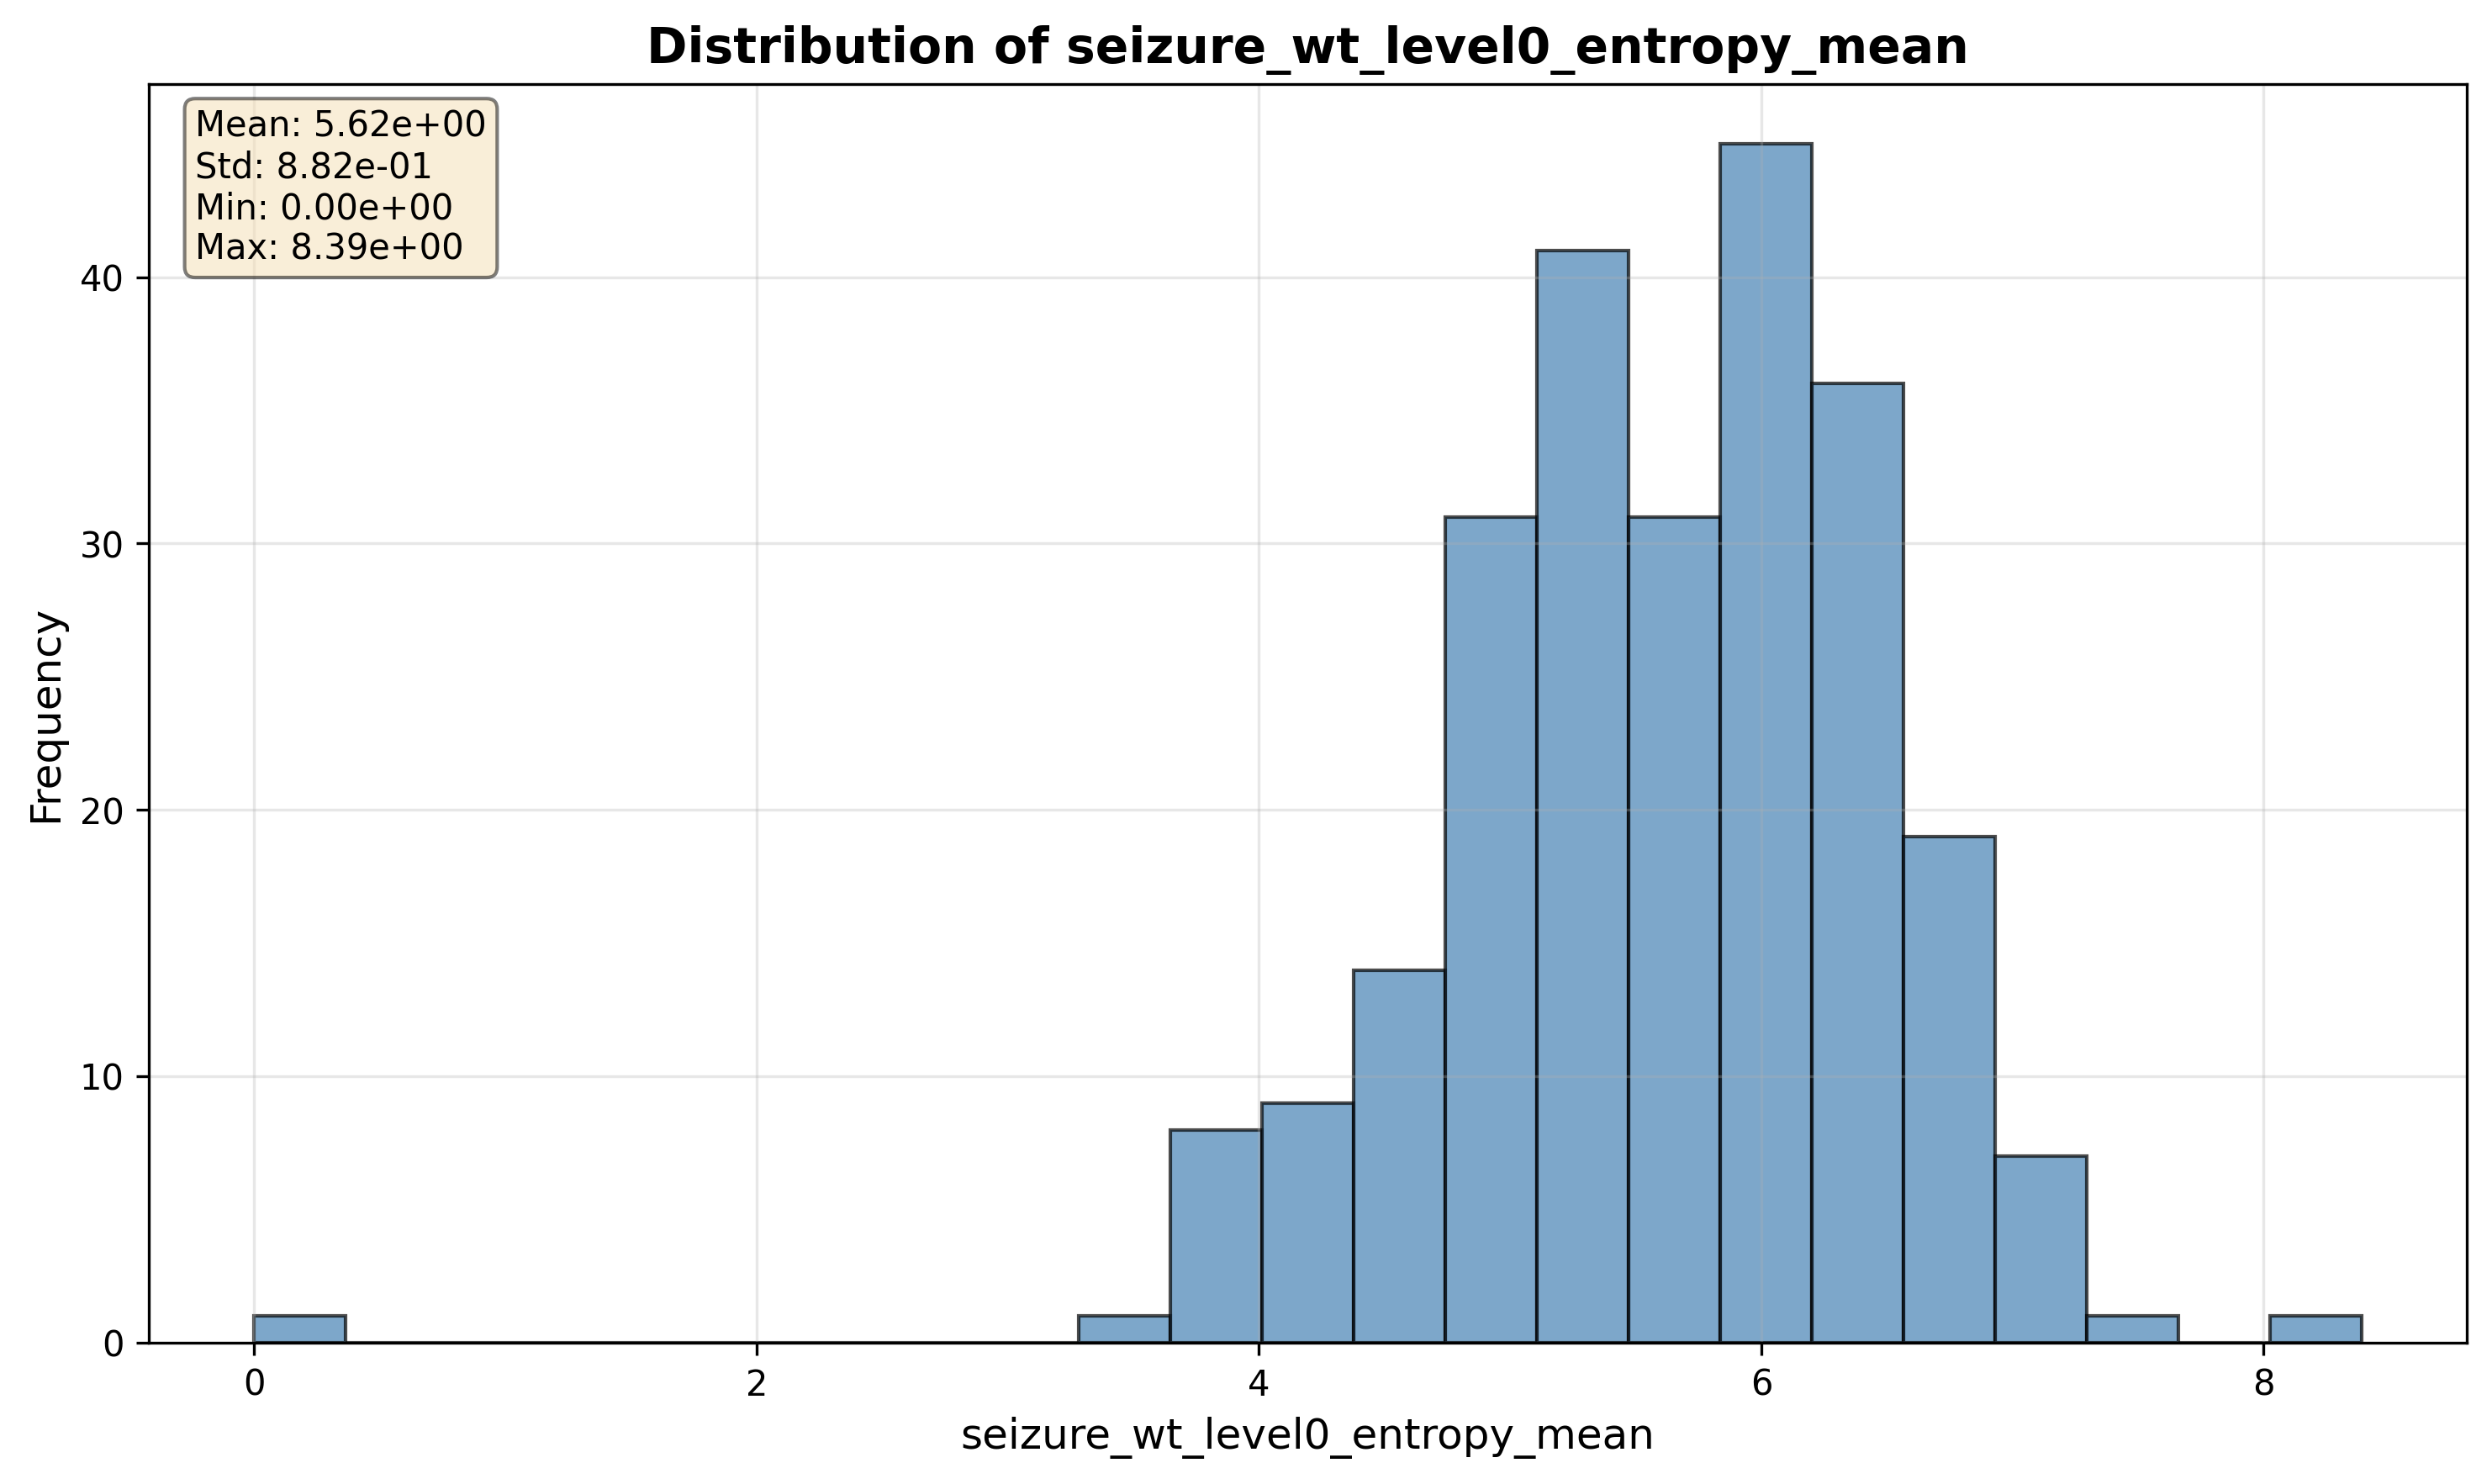 Distribution of seizure_wt_level0_entropy_mean
Mean: 5.62e+00
Std: 8.82e-01
Min: 0.00e+00
Max: 8.39e+00
Frequency
40
30
20
10
0
0 2 4 6 8
seizure_wt_level0_entropy_mean